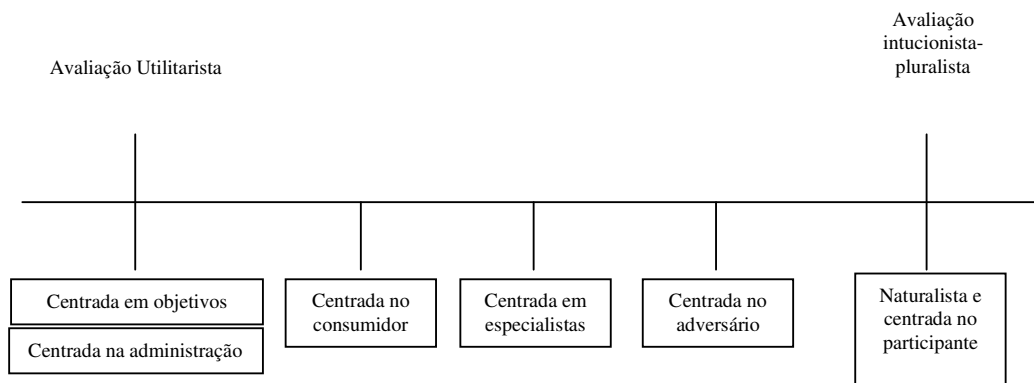 Avaliação Utilitarista
Avaliação
intucionista-
pluralista
Centrada em objetivos
Centrada na administração
Centrada no
consumidor
Centrada em
especialistas
Centrada no
adversário
Naturalista e
centrada no
participante